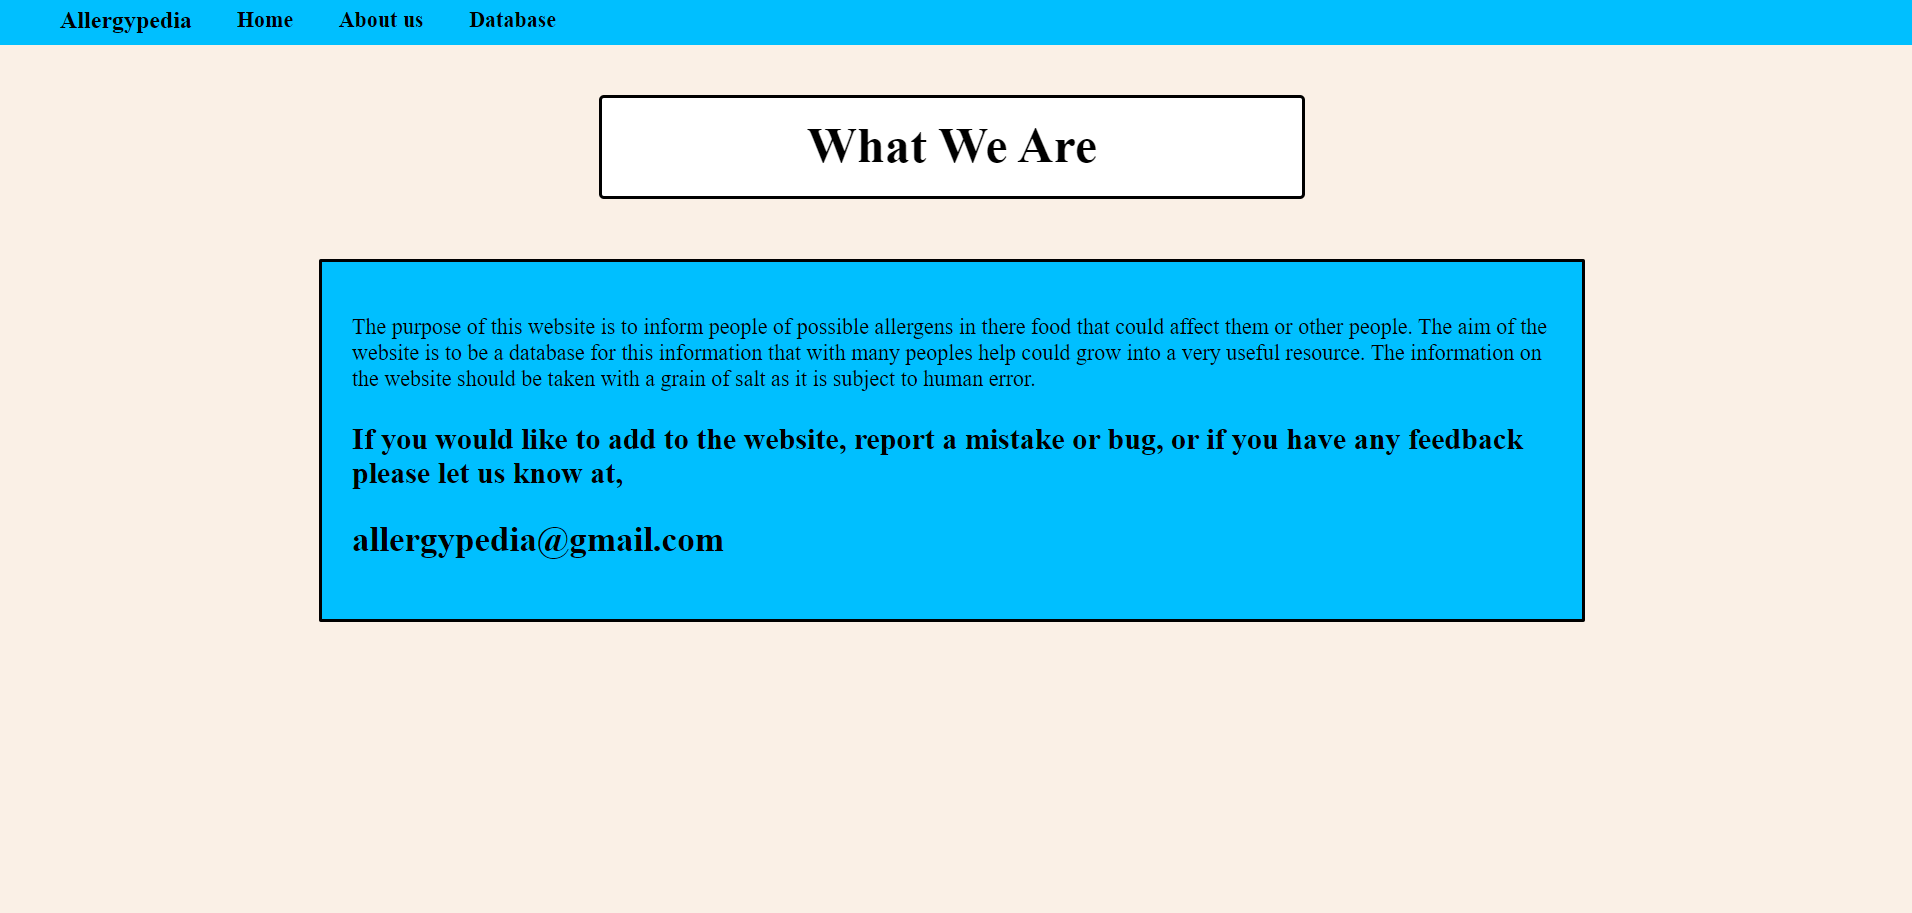 Allergypedia Home About us Database
What We Are
The purpose of this website is to inform people of possible allergens in there food that could affect them or other people. The aim of the
website is to be a database for this information that with many peoples help could grow into a very useful resource. The information on
the website should be taken with a grain of salt as it is subject to human error.
If you would like to add to the website, report a mistake or bug, or if you have any feedback
please let us know at,
allergypedia@gmail.com